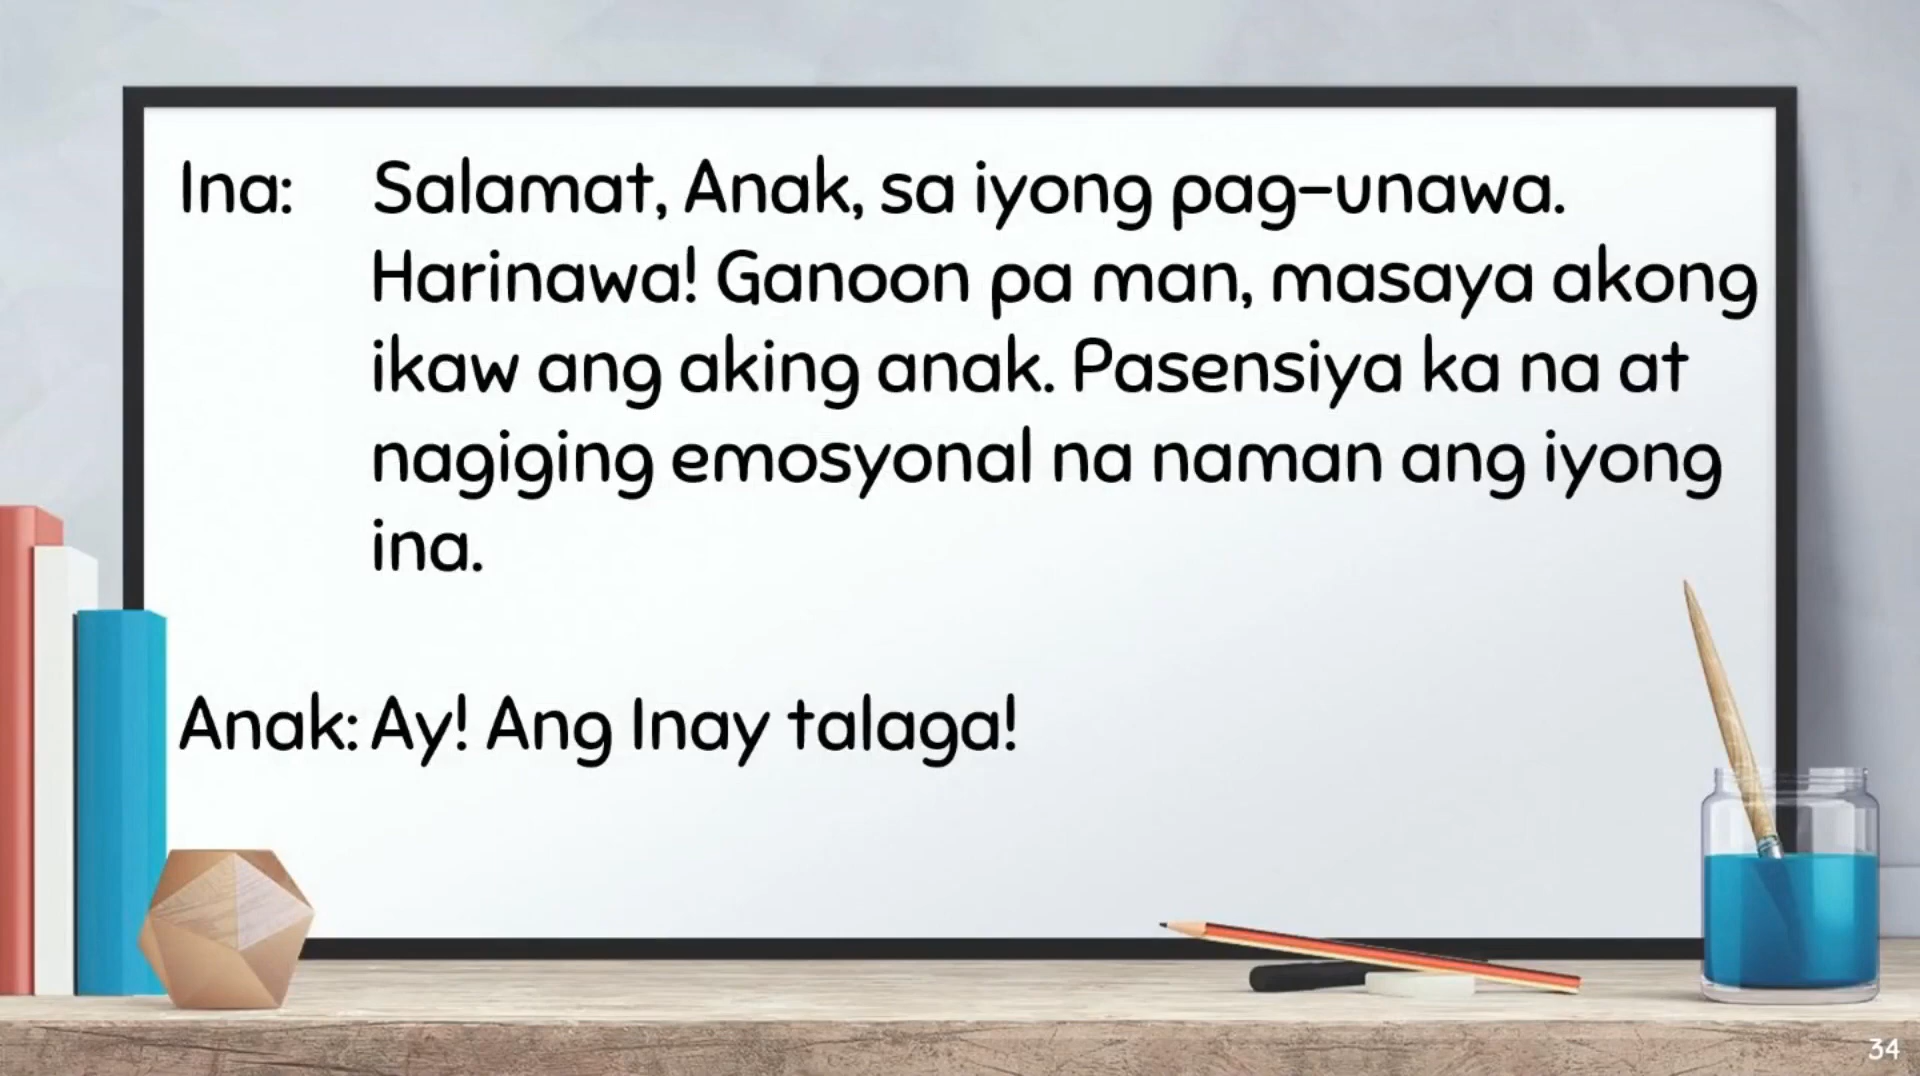 Ina: Salamat, Anak, sa iyong pag-unawa.
Harinawa! Ganoon pa man, masaya akong
ikaw ang aking anak. Pasensiya ka na at
nagiging emosyonal na naman ang iyong
ina.
Anak: Ay! Ang Inay talaga!
34